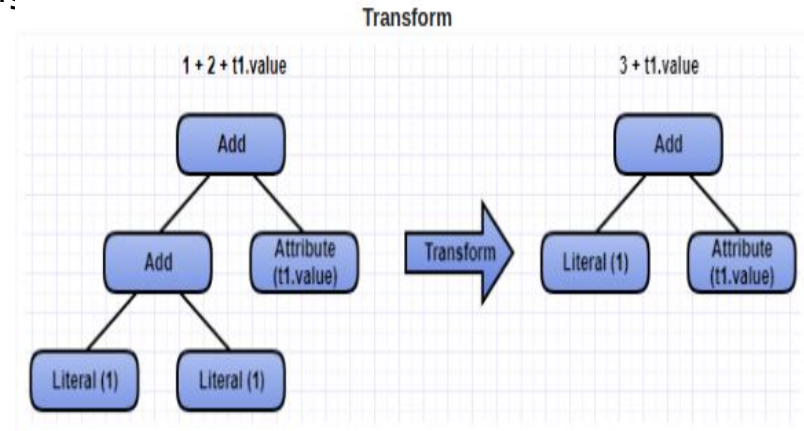 Transform
1 + 2 + t1.value
3 + t1.value
Add
Add
Add
Attribute
(t1.value)
Transform
Literal (1)
Attribute
(t1.value)
Literal (1)
Literal (1)